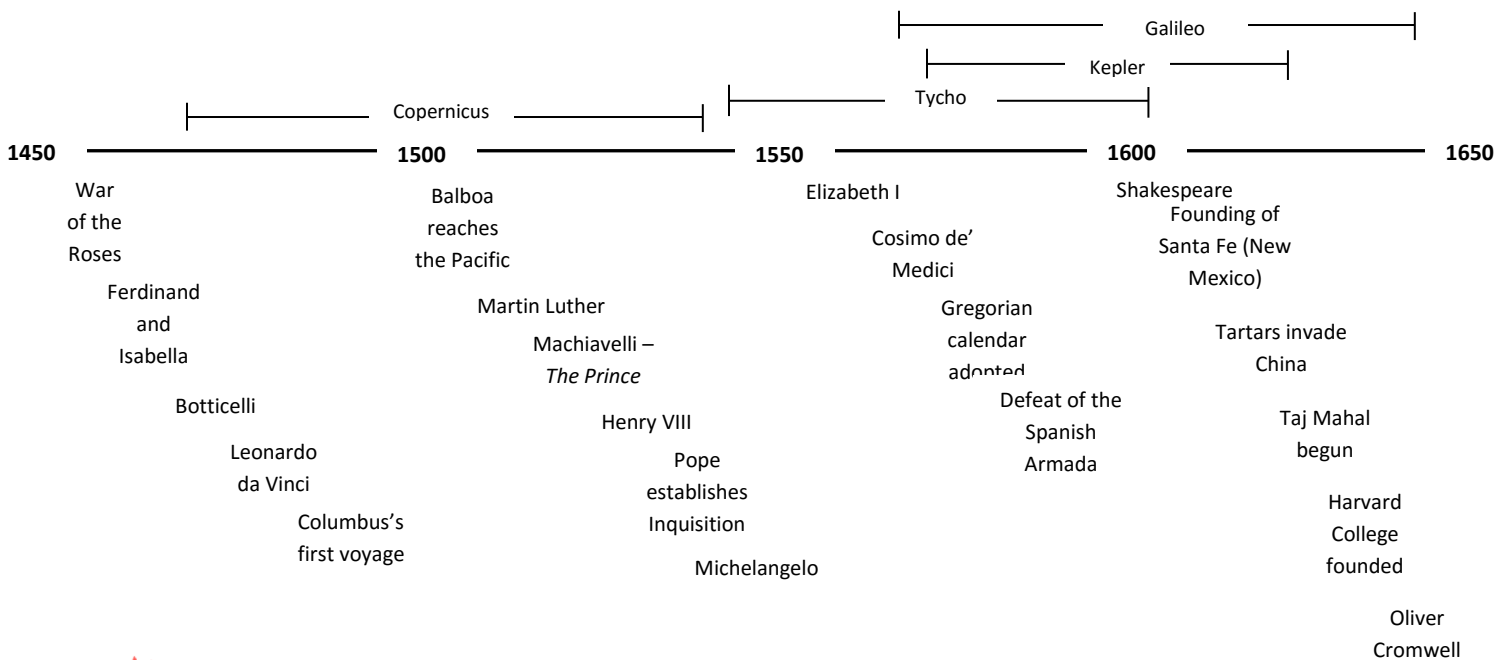 Galileo
Kepler
Tycho
Copernicus
1450
1500
1550
1600
1650
War
of the
Roses
Ferdinand
and
Isabella
Botticelli
Leonardo
da Vinci
Columbus’s
first voyage
Balboa
reaches
the Pacific
Martin Luther
Machiavelli –
The Prince
Henry VIII
Pope
establishes
Inquisition
Michelangelo
Elizabeth I
Cosimo de’
Medici
Gregorian
calendar
adopted
Defeat of the
Spanish
Armada
Shakespeare
Founding of
Santa Fe (New
Mexico)
Tartars invade
China
Taj Mahal
begun
Harvard
College
founded
Oliver
Cromwell